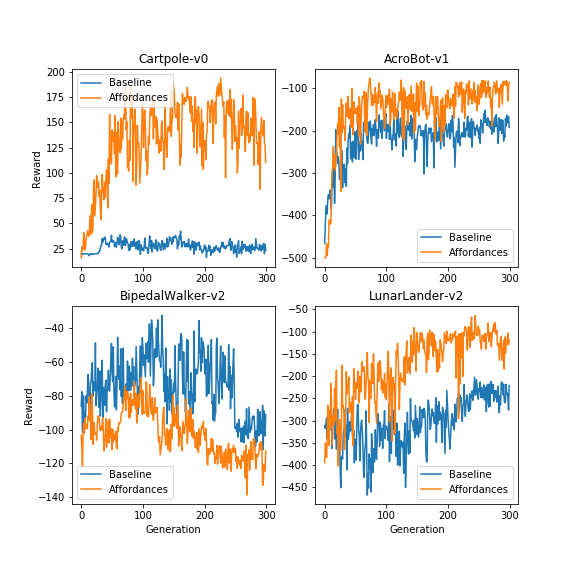 Cartpole-v0
Reward
200
175
150
125
100
75
50
25
0
100
200
300
Baseline
Affordances
AcroBot-v1
−100
−200
−300
−400
−500
0
100
200
300
Baseline
Affordances
BipedalWalker-v2
Reward
−40
−60
−80
−100
−120
−140
0
100
200
300
Generation
Baseline
Affordances
LunarLander-v2
−50
−100
−150
−200
−250
−300
−350
−400
−450
0
100
200
300
Generation
Baseline
Affordances